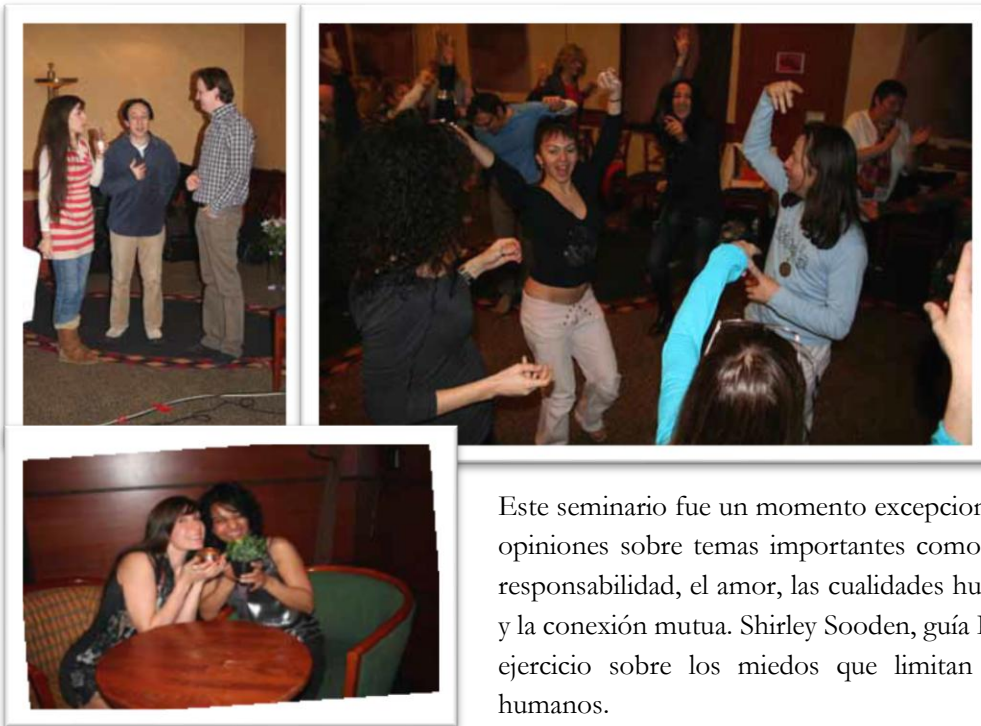 Este seminario fue un momento
opiniones sobre temas importantes como
responsabilidad, el amor, las cualidades
y la conexión mutua. Shirley Sooden, guía
ejercicio sobre los miedos que limitan
humanos.